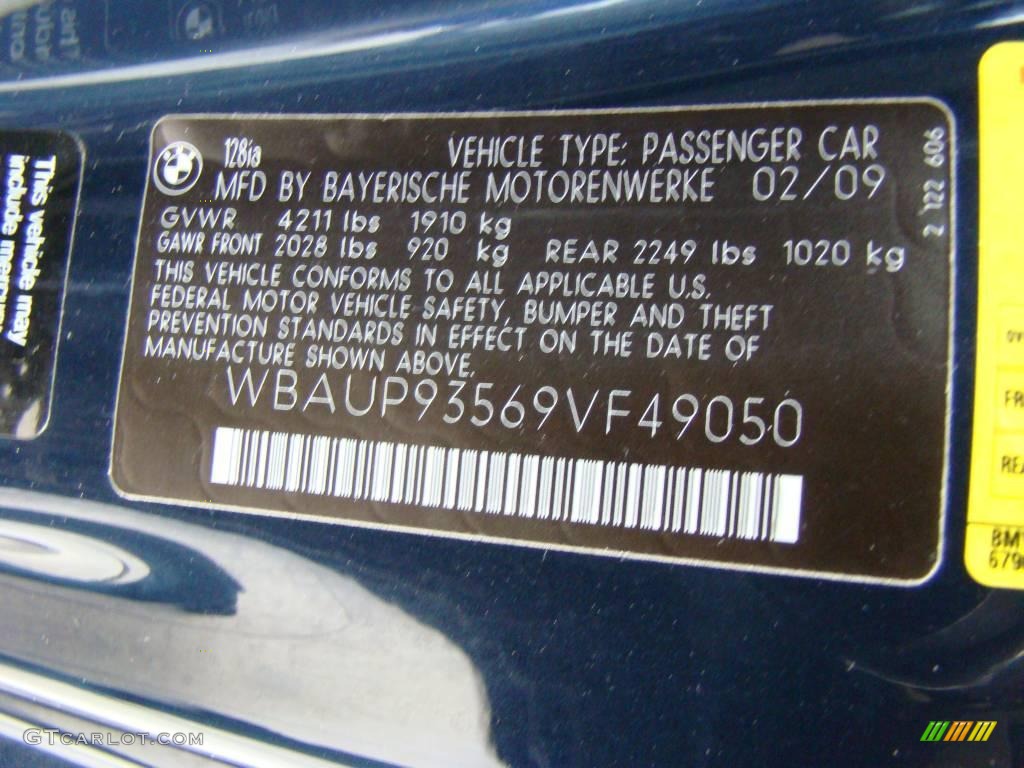 128ia
VEHICLE TYPE: PASSENGER CAR
MFD BY BAYERISCHE MOTORENWERKE 02/09
GVWR 4211 lbs 1910 kg
GAWR FRONT 2028 lbs 920 kg REAR 2249 lbs 1020 kg
THIS VEHICLE CONFORMS TO ALL APPLICABLE U.S.
FEDERAL MOTOR VEHICLE SAFETY, BUMPER AND THEFT
PREVENTION STANDARDS IN EFFECT ON THE DATE OF
MANUFACTURE SHOWN ABOVE.
WBAUP93569VF49050
2 122 606
This vehicle may
include
BMW
GTCARLOT.COM